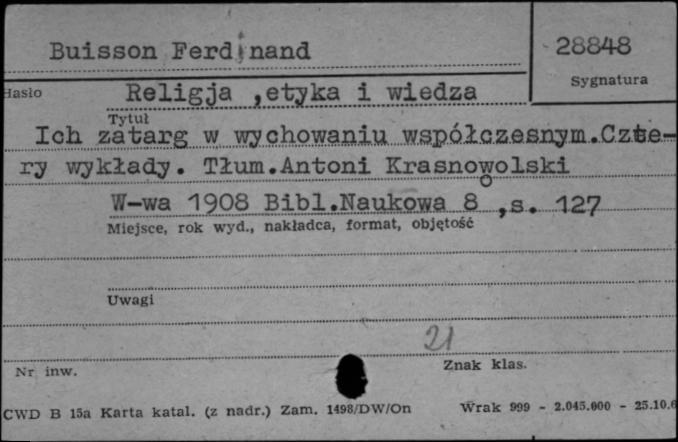 Buisson Ferdinand
28848
Sygnatura
Hasło
Religja ,etyka i wiedza
Tytuł
Ich zatarg w wychowaniu współczesnym.Czte-
ry wykłady. Tłum.Antoni Krasnowolski
W-wa 1908 Bibl.Naukowa 8 ,s. 127
Miejsce, rok wyd., nakładca, format, objętość
Uwagi
21
Nr inw.
Znak klas.
CWD B 15a Karta katal. (z nadr.) Zam. 1498/DW/On
Wrak 999 - 2.045.000 - 25.10.6